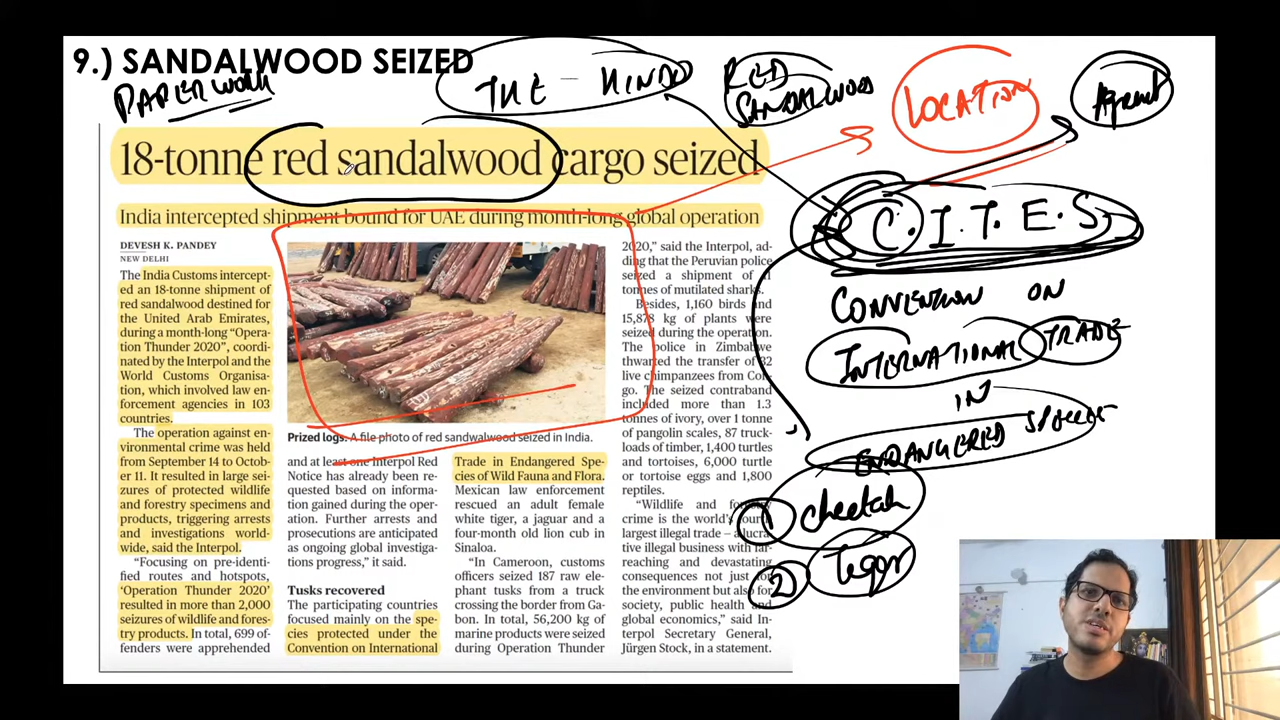 9.) SANDALWOOD SEIZED
PAPERWORK
THE HINDU
RED
SANDALWOOD
LOCATION
18-tonne red sandalwood cargo seized
India intercepted shipment bound for UAE during month-long global operation
DEVESH K. PANDEY
NEW DELHI
The India Customs intercept-
ed an 18-tonne shipment of
red sandalwood destined for
the United Arab Emirates,
during a month-long “Opera-
tion Thunder 2020”, coordi-
nated by the Interpol and the
World Customs Organisa-
tion, which involved law en-
forcement agencies in 103
countries.
The operation against en-
vironmental crime was held
from September 14 to Octob-
er 11. It resulted in large sei-
zures of protected wildlife
and forestry specimens and
products, triggering arrests
and investigations world-
wide, said the Interpol.
“Focusing on pre-identi-
fied routes and hotspots,
‘Operation Thunder 2020’
resulted in more than 2,000
seizures of wildlife and fores-
try products. In total, 699 of-
fenders were apprehended
Prized logs: A file photo of red sandwalwood seized in India.
and at least one Interpol Red
Notice has already been re-
quested based on informa-
tion gained during the oper-
ation. Further arrests and
prosecutions are anticipated
as ongoing global investiga-
tions progress,” it said.
Tusks recovered
The participating countries
focused mainly on the spe-
cies protected under the
Convention on International
Trade in Endangered Spe-
cies of Wild Fauna and Flora.
Mexican law enforcement
rescued an adult female
white tiger, a jaguar and a
four-month old lion cub in
Sinaloa.
“In Cameroon, customs
officers seized 187 raw ele-
phant tusks from a truck
crossing the border from Ga-
bon. In total, 56,200 kg of
marine products were seized
during Operation Thunder
2020,” said the Interpol, ad-
ding that the Peruvian police
seized a shipment of
tonnes of mutilated sharks.
Besides, 1,160 birds and
15,878 kg of plants were
seized during the operation.
The police in Zimbabwe
thwarted the transfer of 32
live chimpanzees from Con-
go. The seized contraband
included more than 1.3
tonnes of ivory, over 1 tonne
of pangolin scales, 87 truck-
loads of timber, 1,400 turtles
and tortoises, 6,000 turtle
or tortoise eggs and 1,800
reptiles.
“Wildlife and forestry
crime is the world’s fourth
largest illegal trade – a lucra-
tive illegal business with far-
reaching and devastating
consequences not just for
the environment but also for
society, public health and
global economics,” said In-
terpol Secretary General,
Jürgen Stock, in a statement.
C.I.T.E.S.
CONVENTION ON
INTERNATIONAL TRADE
IN
ENDANGERED SPECIES
1 cheetah
2 Tiger